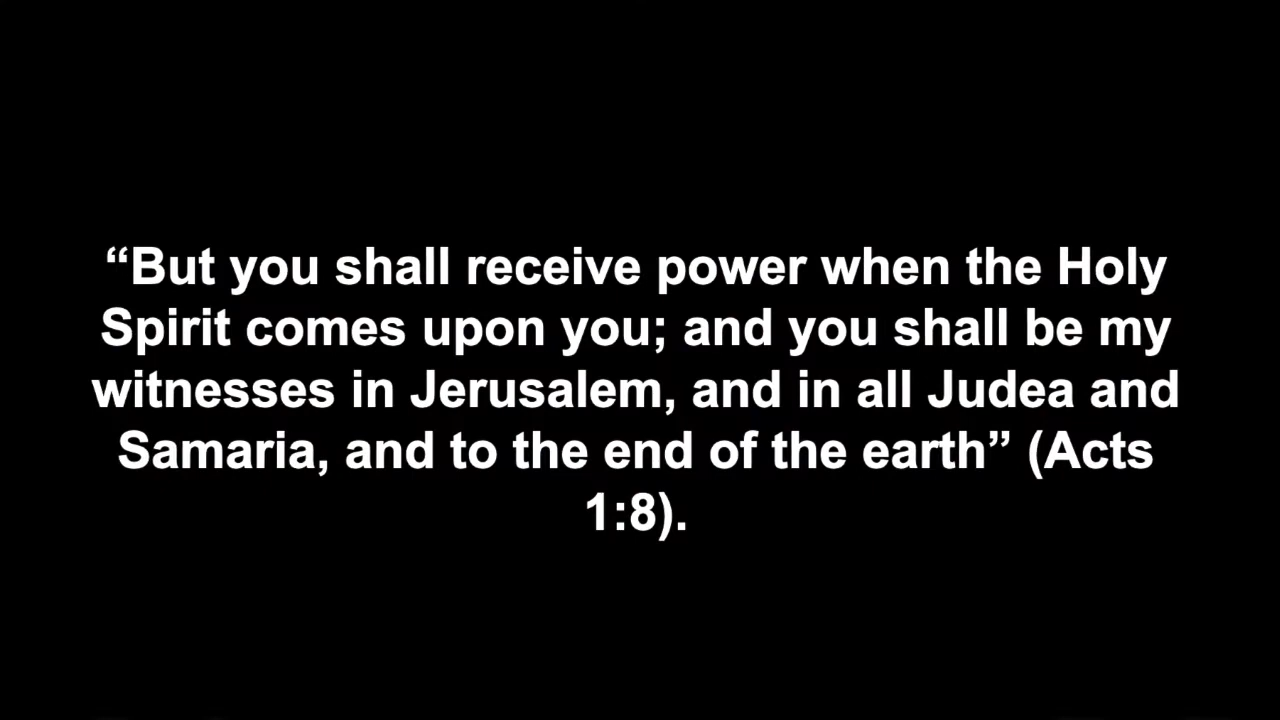 “But you shall receive power when the Holy
Spirit comes upon you; and you shall be my
witnesses in Jerusalem, and in all Judea and
Samaria, and to the end of the earth” (Acts
1:8).